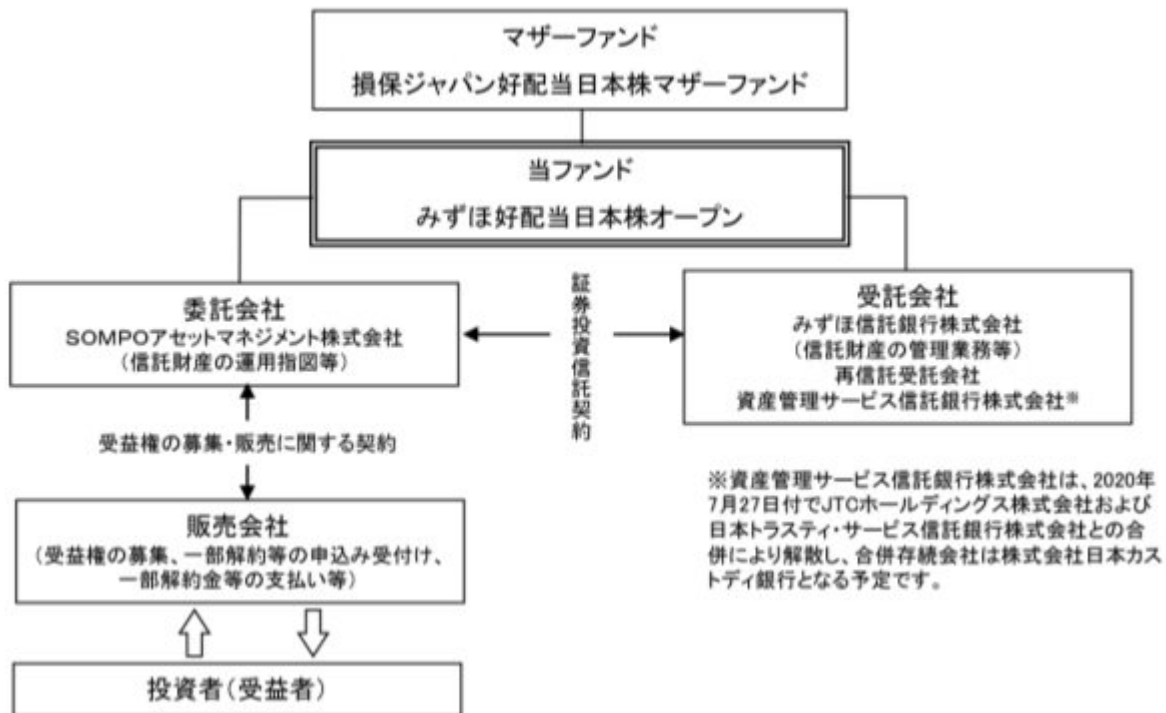 マザーファンド
損保ジャパン好配当日本株マザーファンド
当ファンド
みずほ好配当日本株オープン
委託会社
SOMPOアセットマネジメント株式会社
(信託財産の運用指図等)
証券投資信託契約
受託会社
みずほ信託銀行株式会社
(信託財産の管理業務等)
再信託受託会社
資産管理サービス信託銀行株式会社※
受益権の募集・販売に関する契約
販売会社
(受益権の募集、一部解約等の申込み受付け、
一部解約金等の支払い等)
投資者(受益者)
※資産管理サービス信託銀行株式会社は、2020年
7月27日付でJTCホールディングス株式会社および
日本トラスティ・サービス信託銀行株式会社との合
併により解散し、合併存続会社は株式会社日本カス
トディ銀行となる予定です。